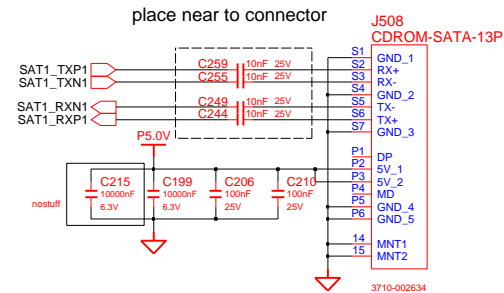 place near to connector
J508
CDROM-SATA-13P
SAT1_TXP1
SAT1_TXN1
SAT1_RXN1
SAT1_RXP1
C259 10nF 25V
C255 10nF 25V
C249 10nF 25V
C244 10nF 25V
S1 GND_1
S2 RX+
S3 RX-
S4 GND_2
S5 TX-
S6 TX+
S7 GND_3
P1 DP
P2 5V_1
P3 5V_2
P4 MD
P5 GND_4
P6 GND_5
14 MNT1
15 MNT2
P5.0V
nostuff
C215
10000nF
6.3V
C199
10000nF
6.3V
C206
100nF
25V
C210
100nF
25V
3710-002634